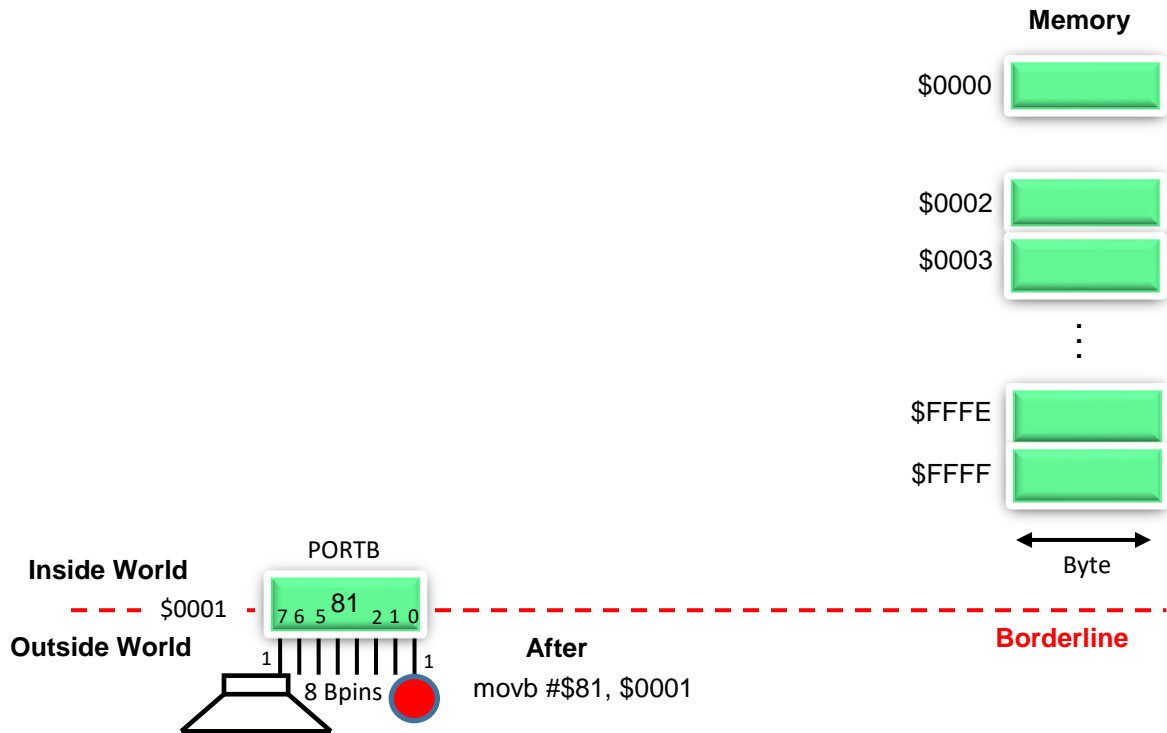 Memory
$0000
$0002
$0003
⋮
$FFFE
$FFFF
Byte
PORTB
Inside World
$0001
81
7 6 5 2 1 0
Borderline
Outside World
1
1
After
8 Bpins
movb #$81, $0001